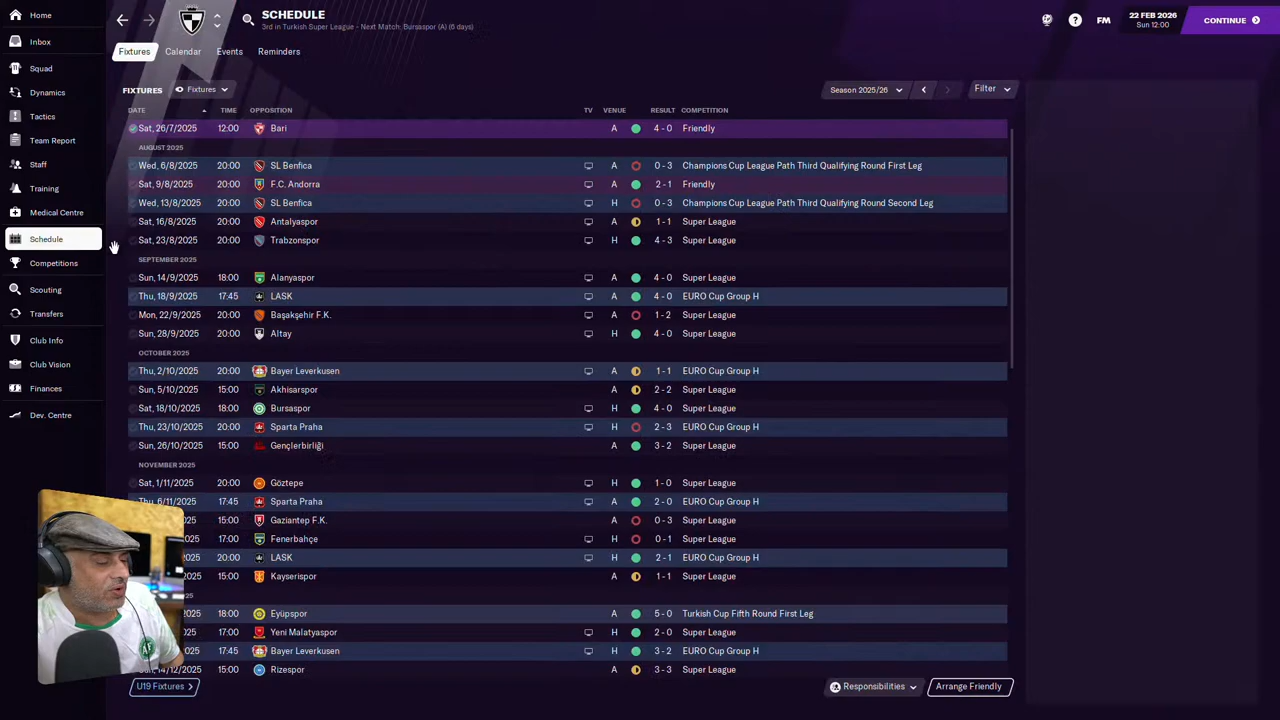 Home
SCHEDULE
3rd in Turkish Super League - Next Match: Bursaspor (A) (6 days)
FM
22 FEB 2026
Sun 12:00
CONTINUE
Inbox
Squad
Dynamics
Tactics
Team Report
Staff
Training
Medical Centre
Schedule
Competitions
Scouting
Transfers
Club Info
Club Vision
Finances
Dev. Centre
Fixtures Calendar Events Reminders
FIXTURES Fixtures Season 2025/26 Filter
DATE TIME OPPOSITION TV VENUE RESULT COMPETITION
Sat, 26/7/2025 12:00 Bari A 4 - 0 Friendly
AUGUST 2025
Wed, 6/8/2025 20:00 SL Benfica A 0 - 3 Champions Cup League Path Third Qualifying Round First Leg
Sat, 9/8/2025 20:00 F.C. Andorra A 2 - 1 Friendly
Wed, 13/8/2025 20:00 SL Benfica H 0 - 3 Champions Cup League Path Third Qualifying Round Second Leg
Sat, 16/8/2025 20:00 Antalyaspor A 1 - 1 Super League
Sat, 23/8/2025 20:00 Trabzonspor H 4 - 3 Super League
SEPTEMBER 2025
Sun, 14/9/2025 18:00 Alanyaspor A 4 - 0 Super League
Thu, 18/9/2025 17:45 LASK A 4 - 0 EURO Cup Group H
Mon, 22/9/2025 20:00 Başakşehir F.K. A 1 - 2 Super League
Sun, 28/9/2025 20:00 Altay H 4 - 0 Super League
OCTOBER 2025
Thu, 2/10/2025 20:00 Bayer Leverkusen A 1 - 1 EURO Cup Group H
Sun, 5/10/2025 15:00 Akhisarspor A 2 - 2 Super League
Sat, 18/10/2025 18:00 Bursaspor H 4 - 0 Super League
Thu, 23/10/2025 20:00 Sparta Praha H 2 - 3 EURO Cup Group H
Sun, 26/10/2025 15:00 Gençlerbirliği A 3 - 2 Super League
NOVEMBER 2025
Sat, 1/11/2025 20:00 Göztepe H 1 - 0 Super League
Thu, 6/11/2025 17:45 Sparta Praha A 2 - 0 EURO Cup Group H
2025 15:00 Gaziantep F.K. A 0 - 3 Super League
2025 17:00 Fenerbahçe H 0 - 1 Super League
2025 20:00 LASK H 2 - 1 EURO Cup Group H
2025 15:00 Kayserispor A 1 - 1 Super League
2025 18:00 Eyüpspor A 5 - 0 Turkish Cup Fifth Round First Leg
2025 17:00 Yeni Malatyaspor H 2 - 0 Super League
2025 17:45 Bayer Leverkusen H 3 - 2 EURO Cup Group H
Sun, 14/12/2025 15:00 Rizespor A 3 - 3 Super League
U19 Fixtures Responsibilities Arrange Friendly